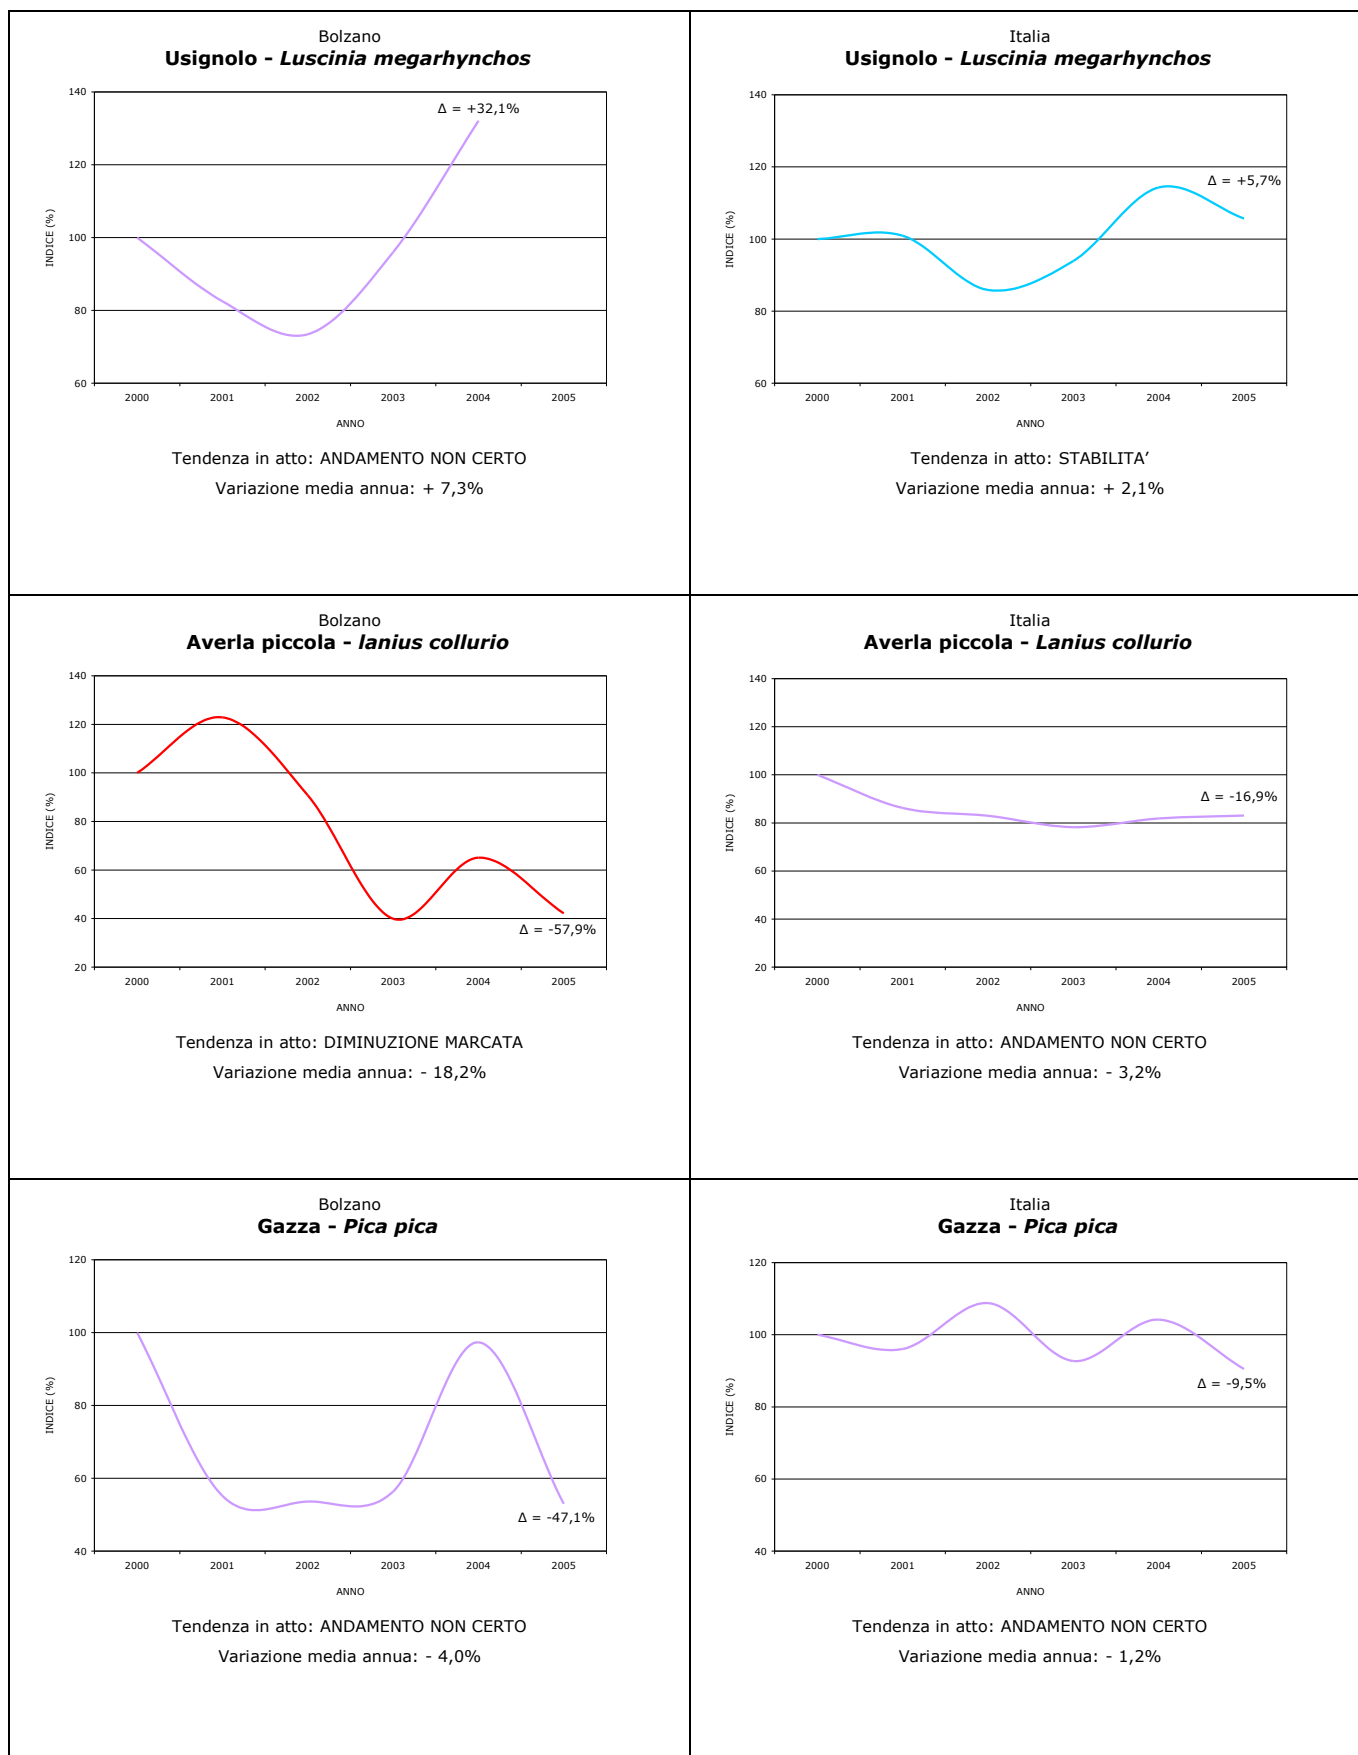 Bolzano
Usignolo – Luscinia megarhynchos
140
120
100
80
60
INDICE (%)
Δ = +32,1%
2000 2001 2002 2003 2004 2005
ANNO
Tendenza in atto: ANDAMENTO NON CERTO
Variazione media annua: + 7,3%
Italia
Usignolo – Luscinia megarhynchos
140
120
100
80
60
INDICE (%)
Δ = +5,7%
2000 2001 2002 2003 2004 2005
ANNO
Tendenza in atto: STABILITA’
Variazione media annua: + 2,1%
Bolzano
Averla piccola – lanius collurio
140
120
100
80
60
40
20
INDICE (%)
Δ = -57,9%
2000 2001 2002 2003 2004 2005
ANNO
Tendenza in atto: DIMINUZIONE MARCATA
Variazione media annua: - 18,2%
Italia
Averla piccola – Lanius collurio
140
120
100
80
60
40
20
INDICE (%)
Δ = -16,9%
2000 2001 2002 2003 2004 2005
ANNO
Tendenza in atto: ANDAMENTO NON CERTO
Variazione media annua: - 3,2%
Bolzano
Gazza – Pica pica
120
100
80
60
40
INDICE (%)
Δ = -47,1%
2000 2001 2002 2003 2004 2005
ANNO
Tendenza in atto: ANDAMENTO NON CERTO
Variazione media annua: - 4,0%
Italia
Gazza – Pica pica
120
100
80
60
40
INDICE (%)
Δ = -9,5%
2000 2001 2002 2003 2004 2005
ANNO
Tendenza in atto: ANDAMENTO NON CERTO
Variazione media annua: - 1,2%